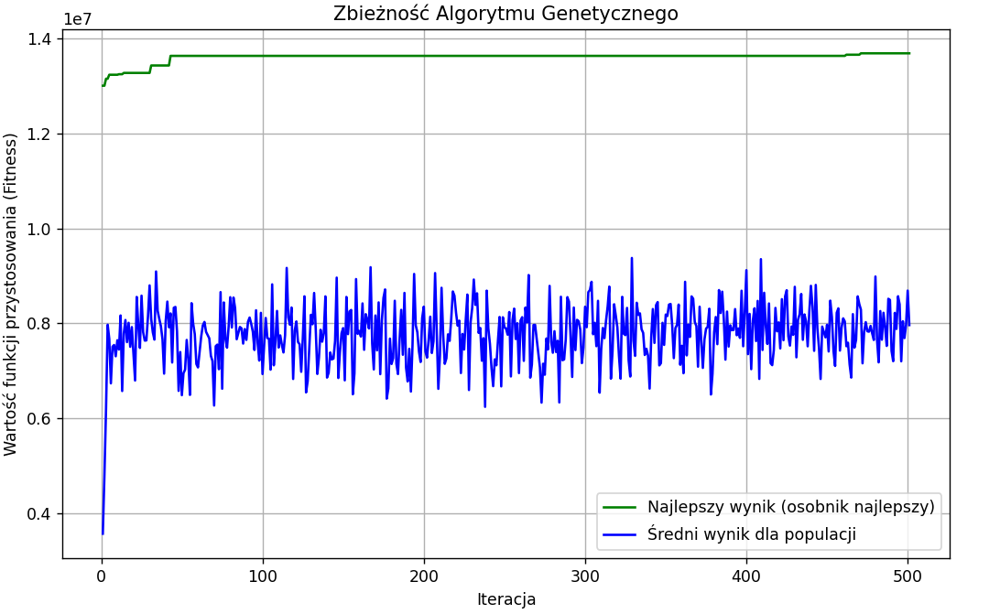 Zbieżność Algorytmu Genetycznego
1e7
1.4
1.2
1.0
0.8
0.6
0.4
Wartość funkcji przystosowania (Fitness)
Najlepszy wynik (osobnik najlepszy)
Średni wynik dla populacji
0 100 200 300 400 500
Iteracja